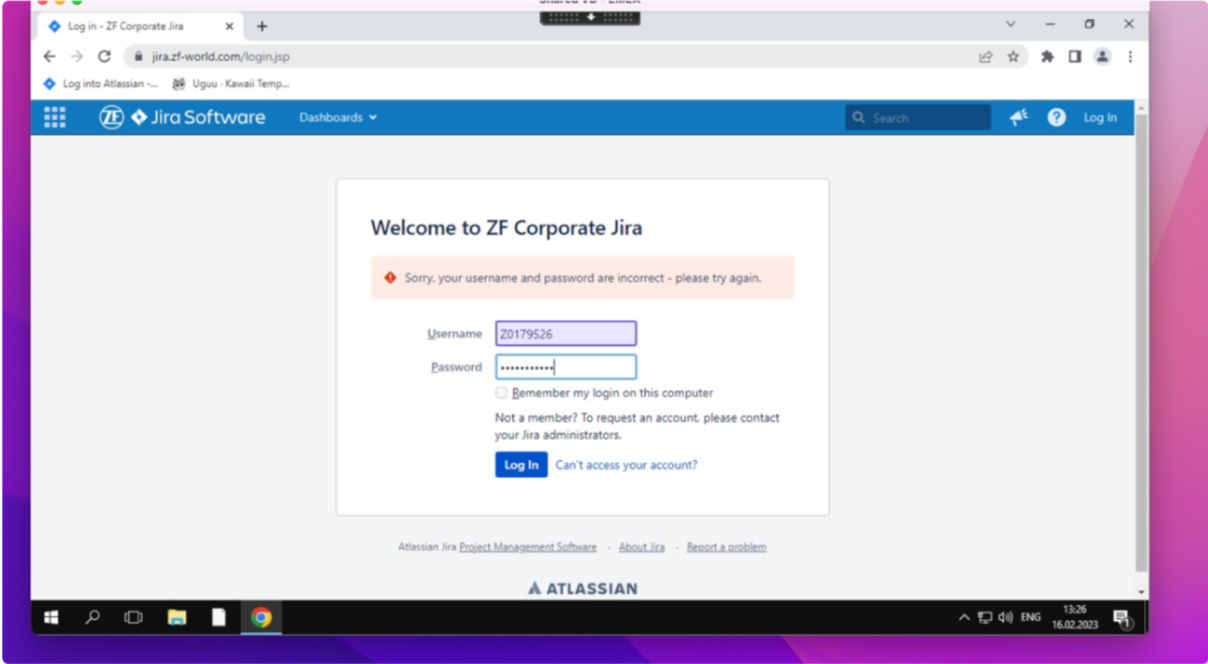 Shared VD - EMEA
Log in - ZF Corporate Jira
jira.zf-world.com/login.jsp
Log into Atlassian -... Uguu · Kawaii Temp...
ZF Jira Software Dashboards Search Log In
Welcome to ZF Corporate Jira
Sorry, your username and password are incorrect - please try again.
Username Z0179526
Password •••••••••••
Remember my login on this computer
Not a member? To request an account, please contact
your Jira administrators.
Log In Can't access your account?
Atlassian Jira Project Management Software · About Jira · Report a problem
ATLASSIAN
ENG 13:26
16.02.2023
1